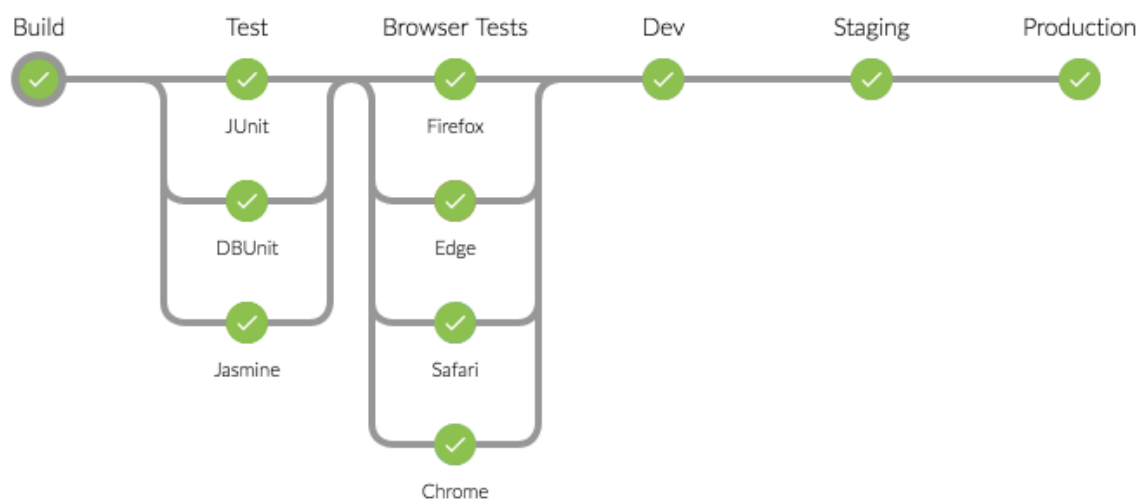 Build Test Browser Tests Dev Staging Production
JUnit Firefox
DBUnit Edge
Jasmine Safari
Chrome